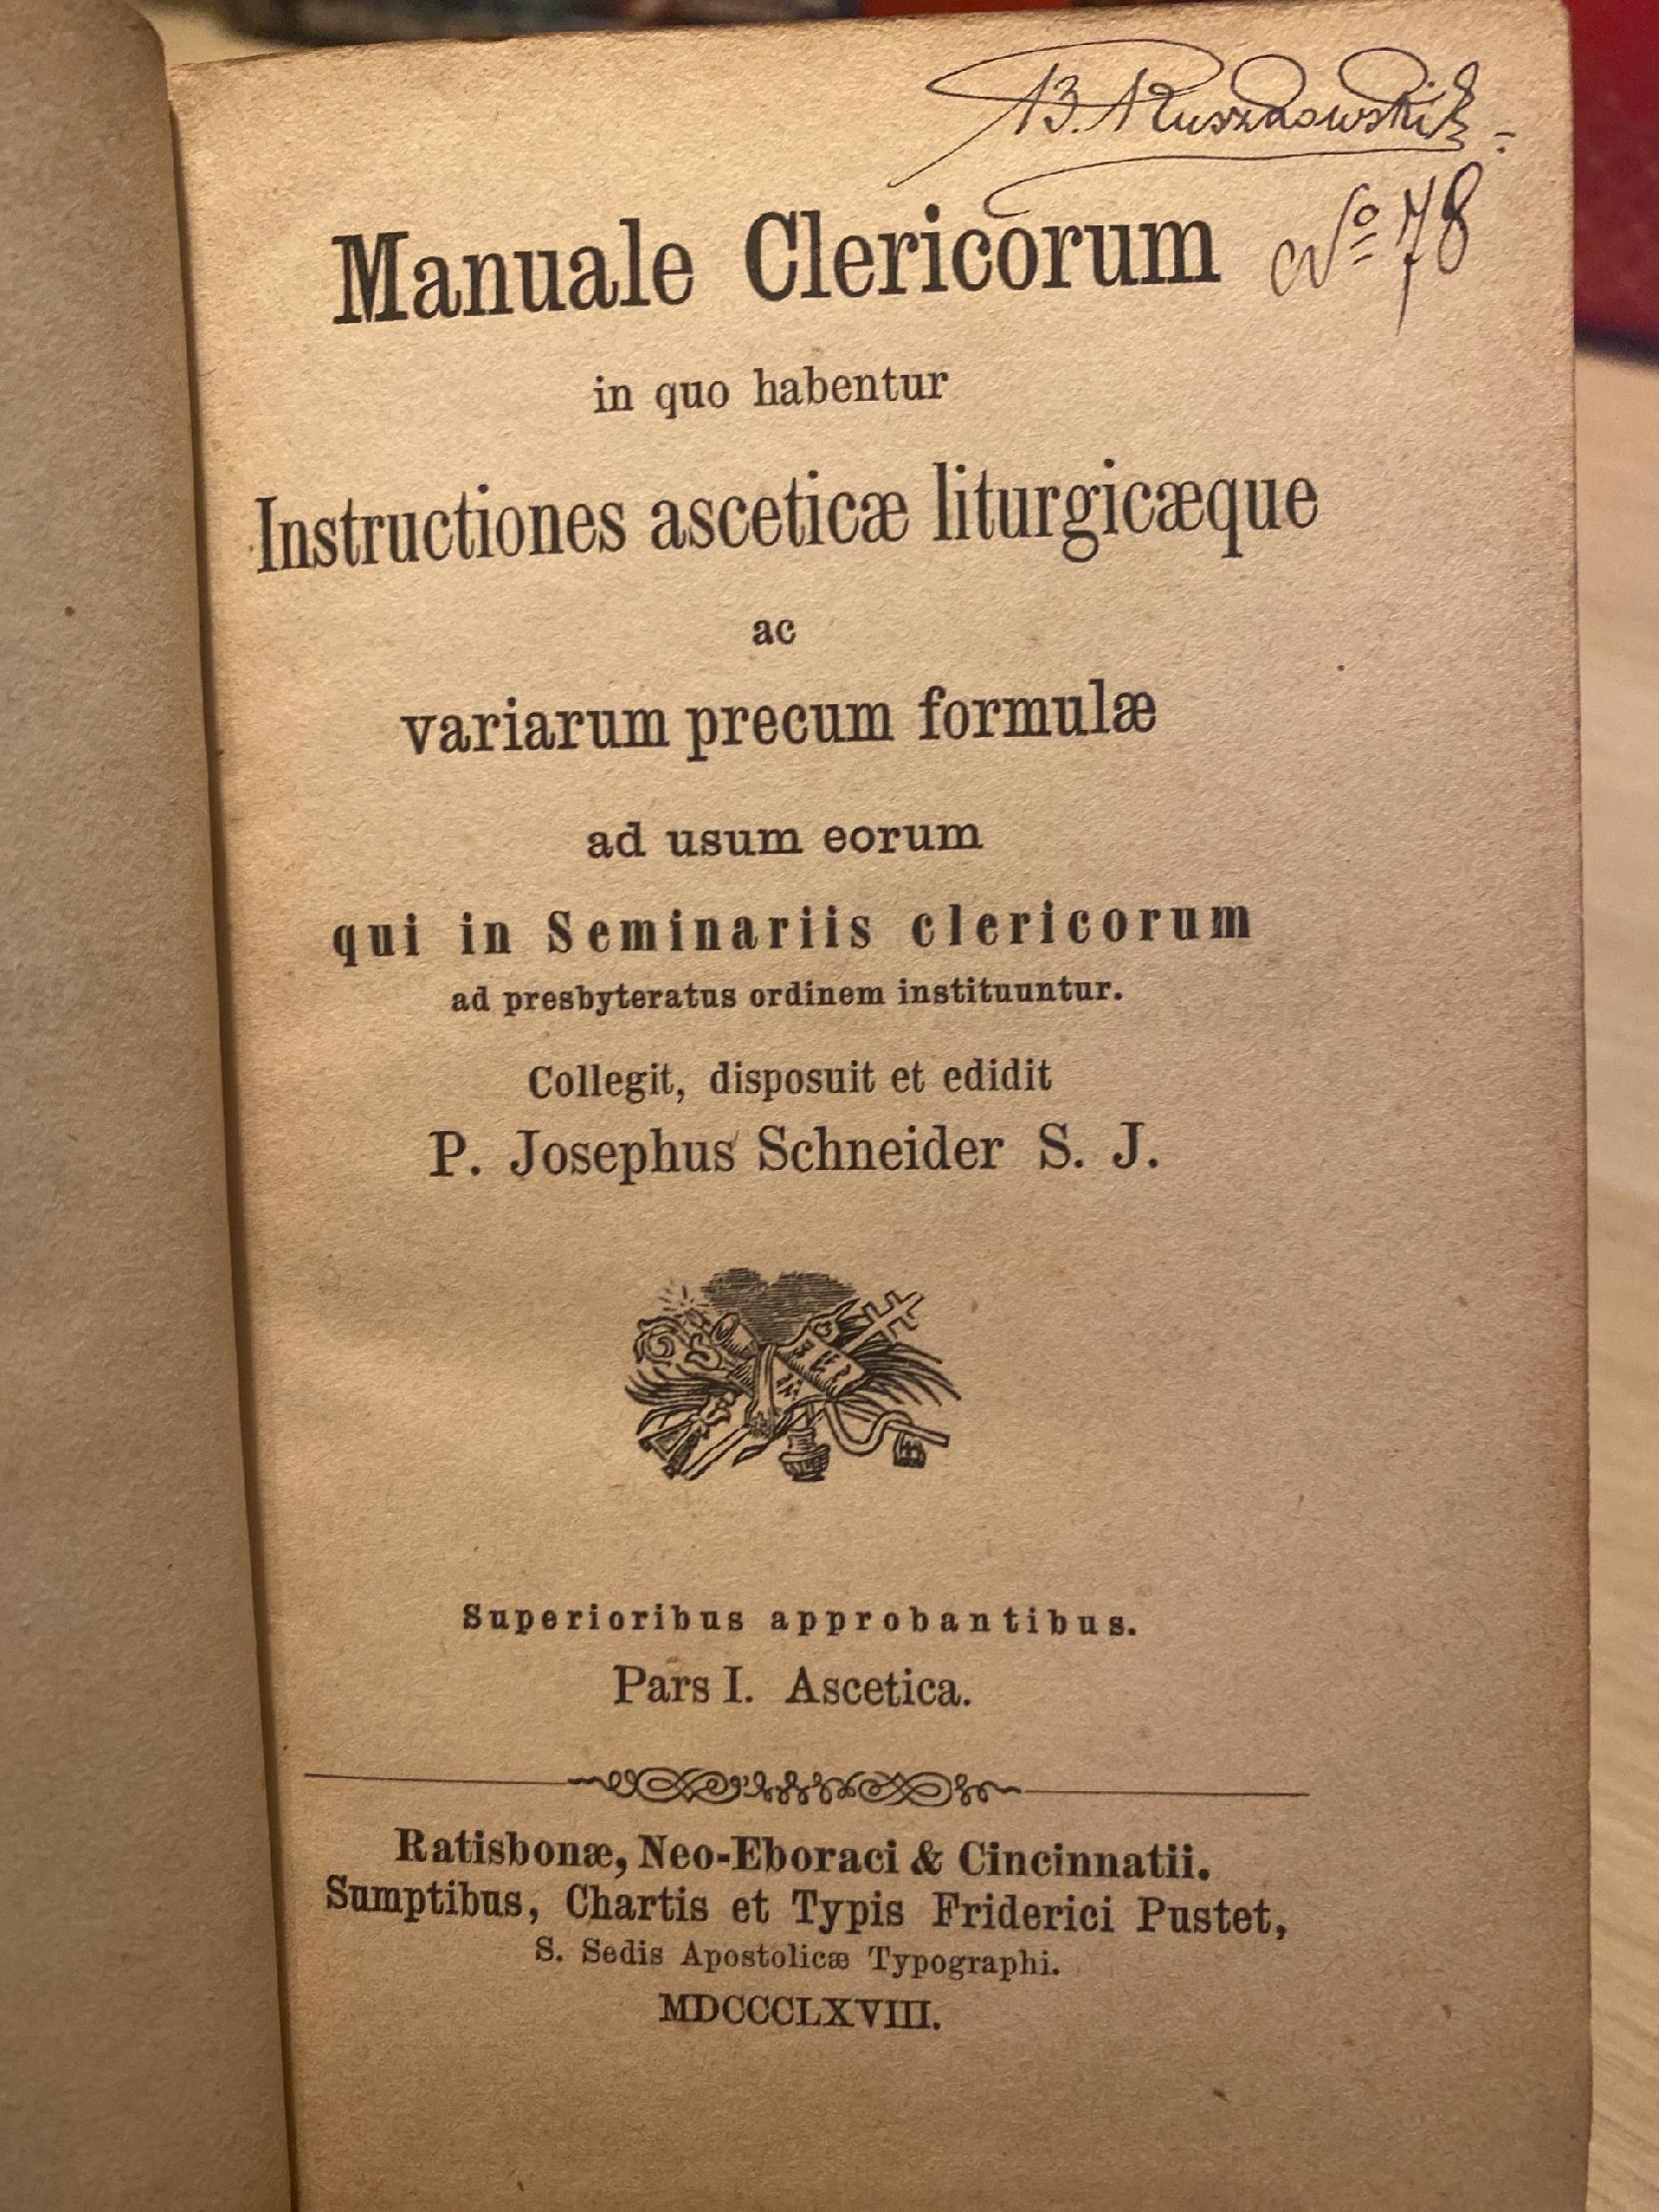 B. Ruszkowski
No 78
Manuale Clericorum
in quo habentur
Instructiones asceticæ liturgicæque
ac
variarum precum formulæ
ad usum eorum
qui in Seminariis clericorum
ad presbyteratus ordinem instituuntur.
Collegit, disposuit et edidit
P. Josephus Schneider S. J.
Superioribus approbantibus.
Pars I. Ascetica.
Ratisbonæ, Neo-Eboraci & Cincinnatii.
Sumptibus, Chartis et Typis Friderici Pustet,
S. Sedis Apostolicæ Typographi.
MDCCCLXVIII.